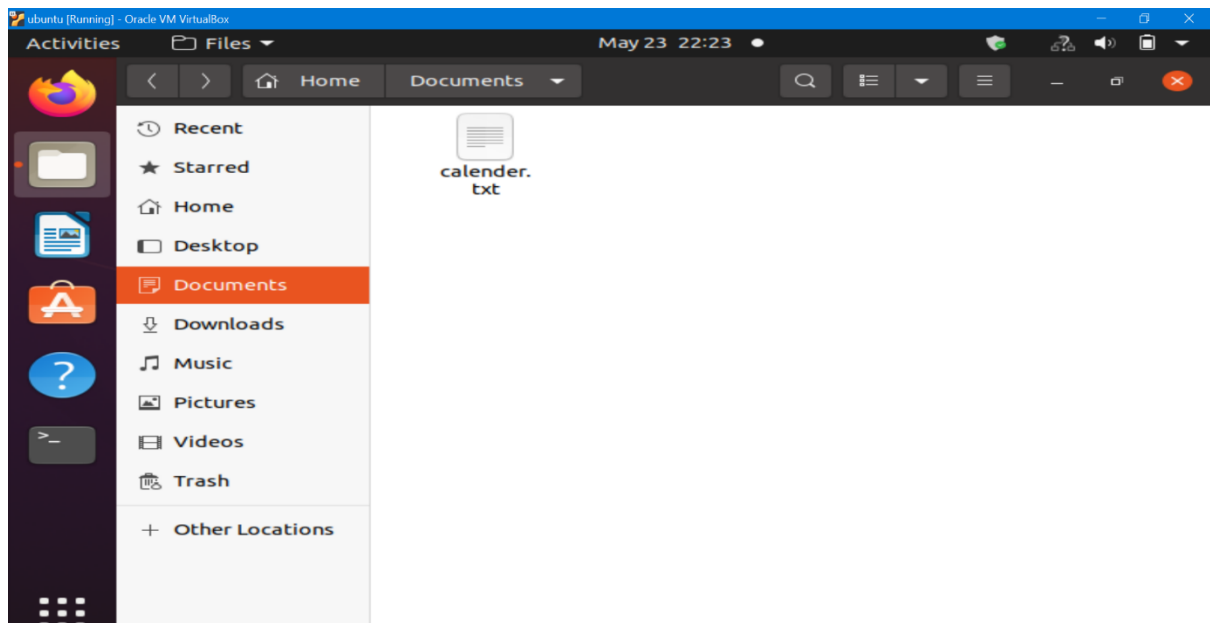 ubuntu [Running] - Oracle VM VirtualBox
Activities Files May 23 22:23
Home Documents
Recent
Starred
Home
Desktop
Documents
Downloads
Music
Pictures
Videos
Trash
+ Other Locations
calender.
txt